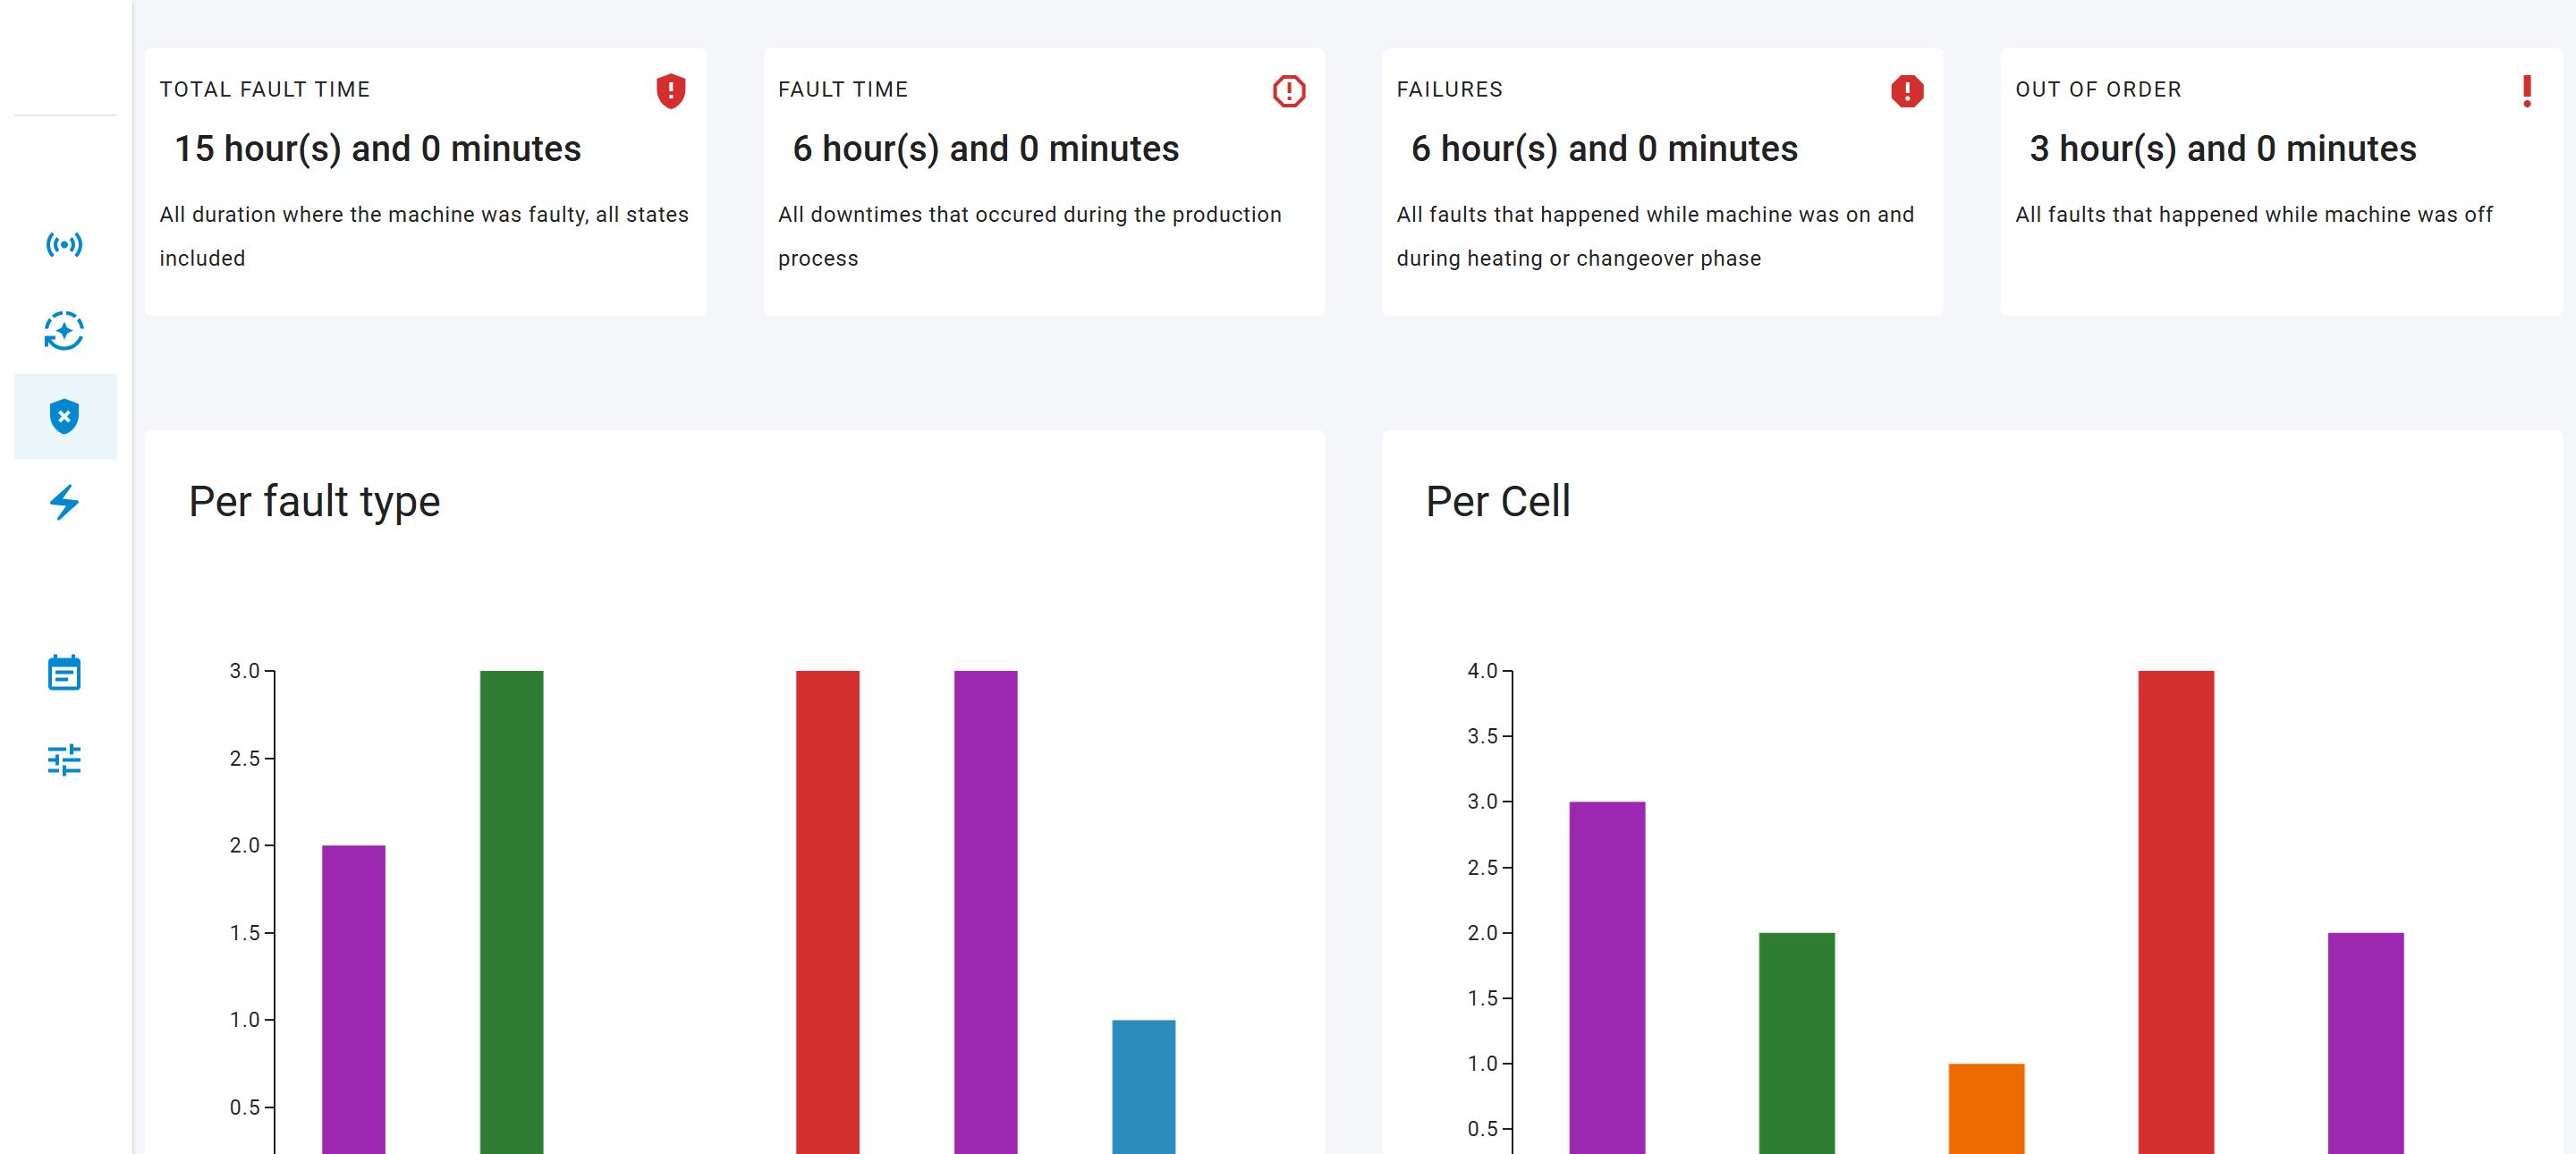 TOTAL FAULT TIME
15 hour(s) and 0 minutes
All duration where the machine was faulty, all states
included
FAULT TIME
6 hour(s) and 0 minutes
All downtimes that occured during the production
process
FAILURES
6 hour(s) and 0 minutes
All faults that happened while machine was on and
during heating or changeover phase
OUT OF ORDER
3 hour(s) and 0 minutes
All faults that happened while machine was off
Per fault type
3.0
2.5
2.0
1.5
1.0
0.5
Per Cell
4.0
3.5
3.0
2.5
2.0
1.5
1.0
0.5